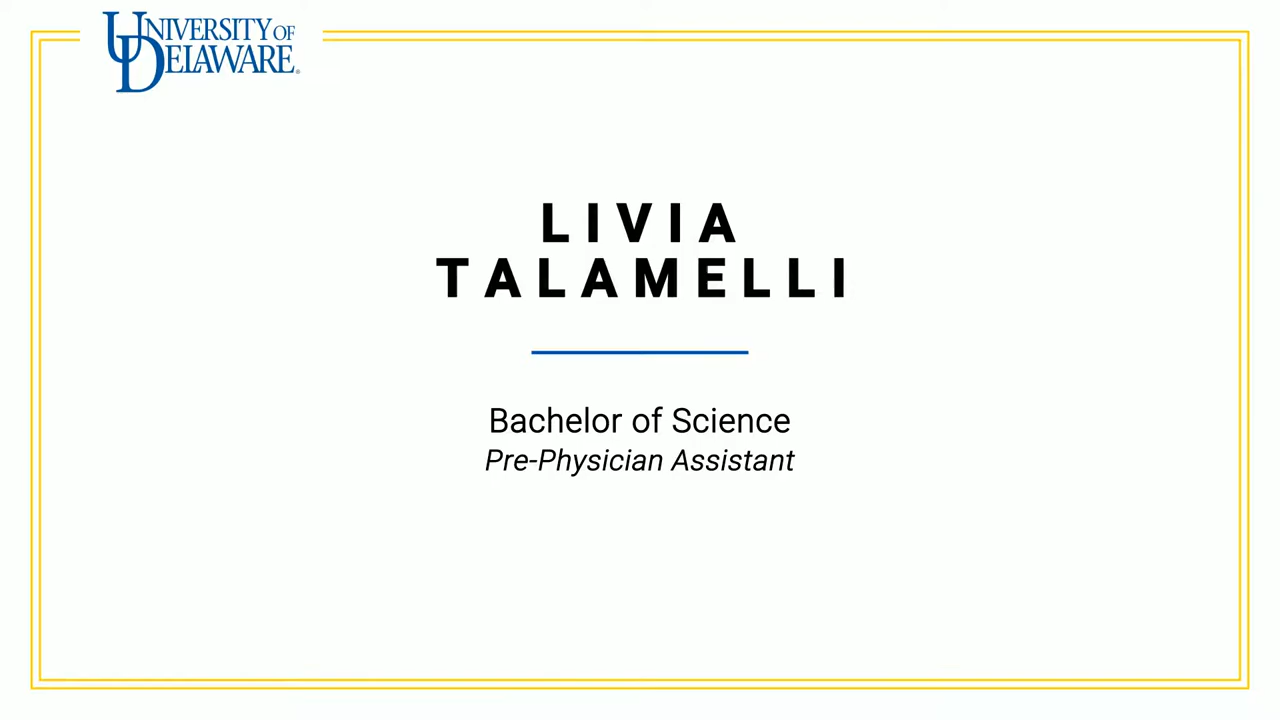 UNIVERSITY OF
DELAWARE
LIVIA
TALAMELLI
Bachelor of Science
Pre-Physician Assistant